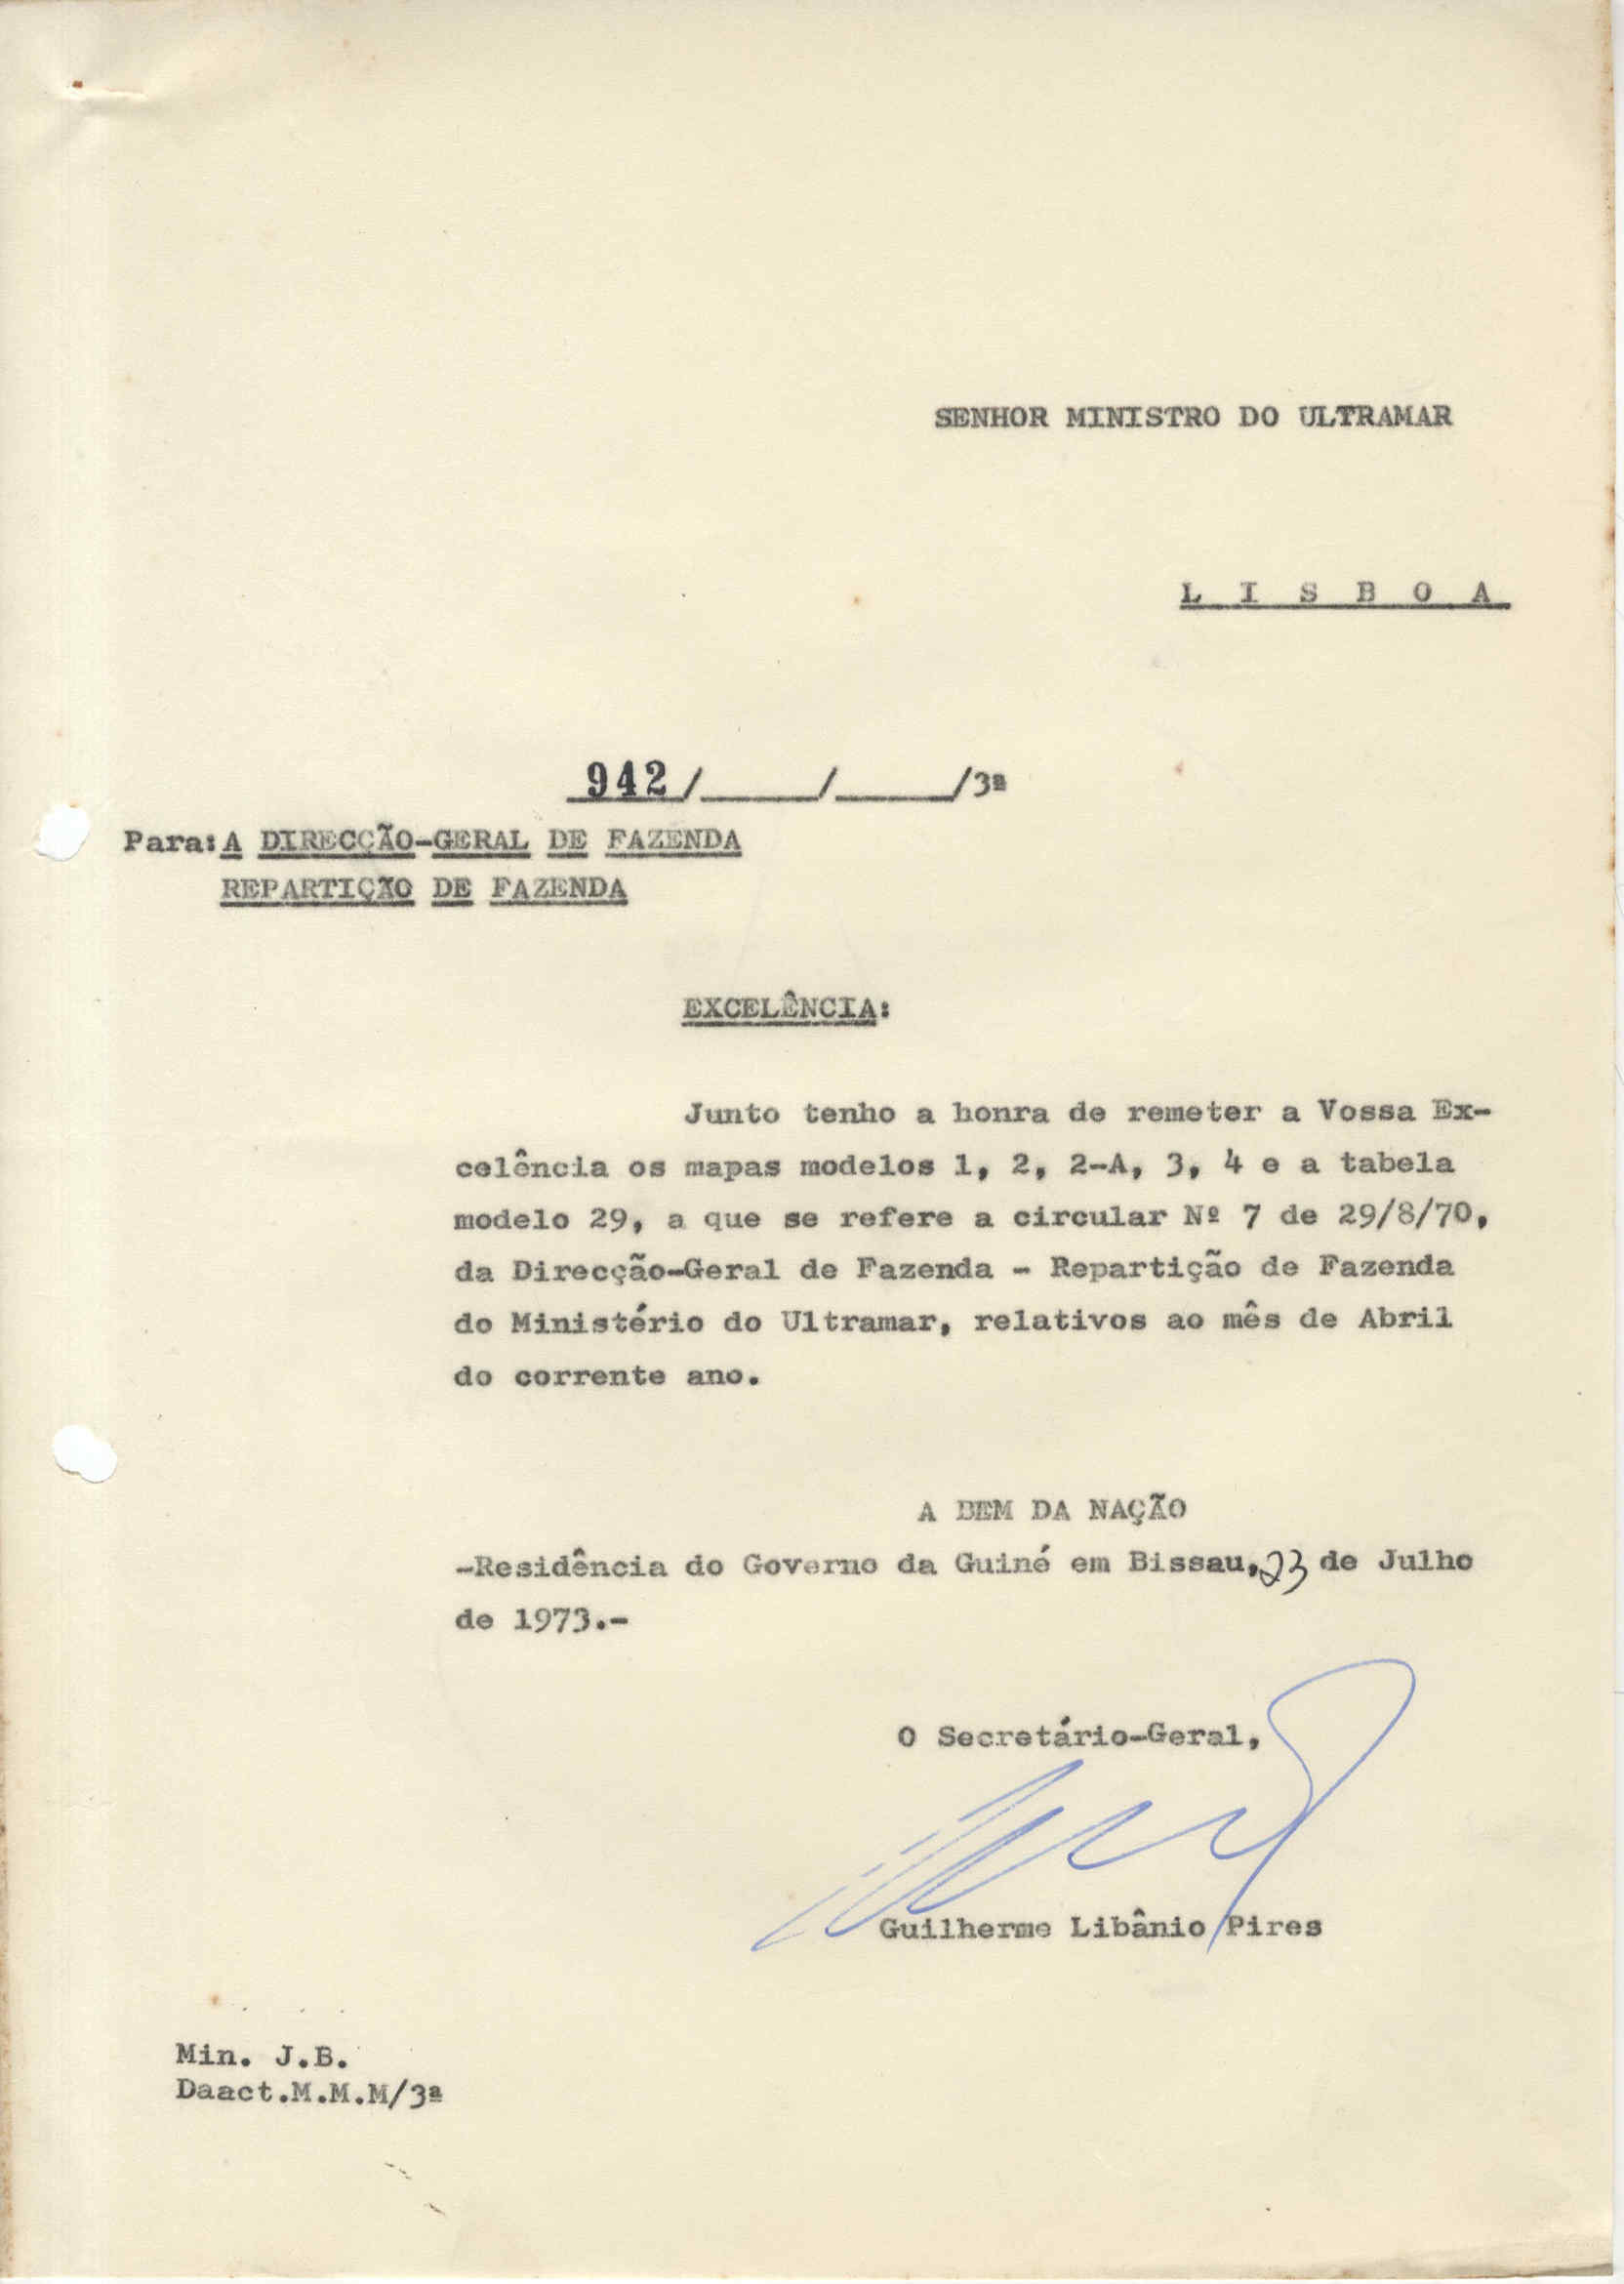 SENHOR MINISTRO DO ULTRAMAR
L I S B O A
942/_____/_____/3ª
Para: A DIRECÇÃO-GERAL DE FAZENDA
REPARTIÇÃO DE FAZENDA
EXCELÊNCIA:
Junto tenho a honra de remeter a Vossa Ex-
celência os mapas modelos 1, 2, 2-A, 3, 4 e a tabela
modelo 29, a que se refere a circular Nº 7 de 29/8/70,
da Direcção-Geral de Fazenda - Repartição de Fazenda
do Ministério do Ultramar, relativos ao mês de Abril
do corrente ano.
A BEM DA NAÇÃO
-Residência do Governo da Guiné em Bissau, 23 de Julho
de 1973.-
O Secretário-Geral,
Guilherme Libânio Pires
Min. J.B.
Daact.M.M.M/3ª